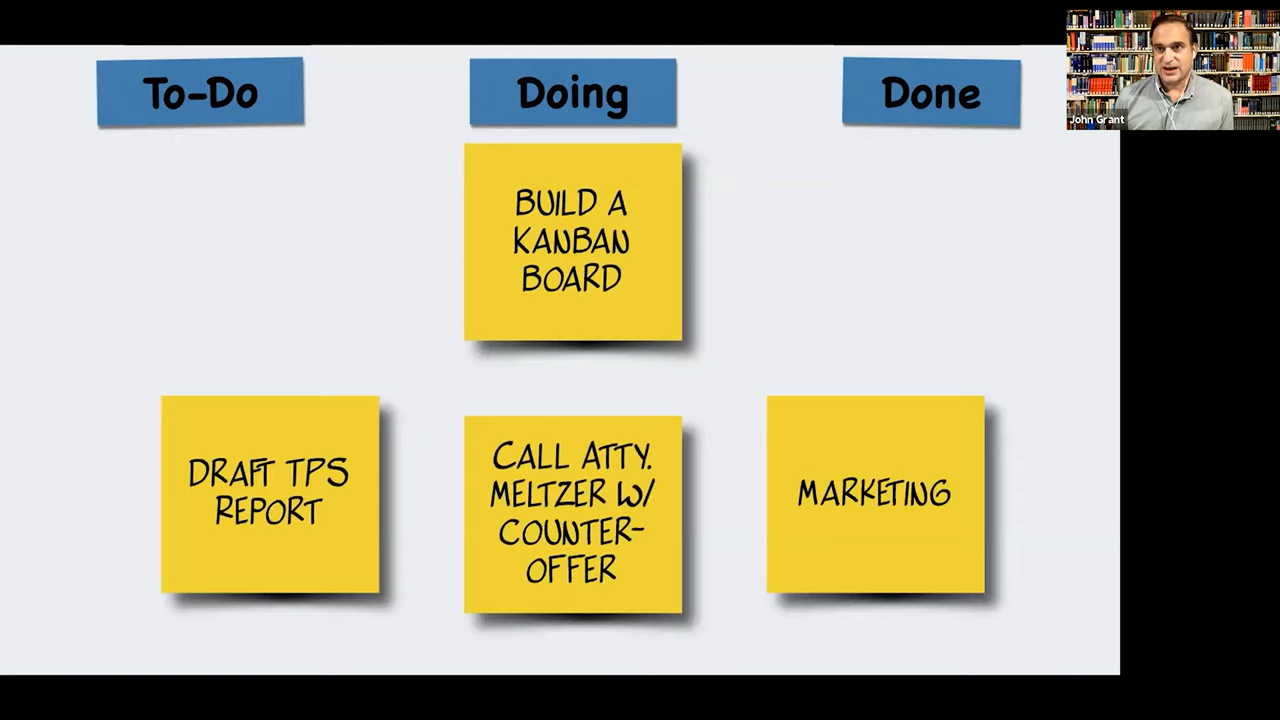 To-Do
Doing
Done
John Grant
BUILD A
KANBAN
BOARD
DRAFT TPS
REPORT
CALL ATTY.
MELTZER W/
COUNTER-
OFFER
MARKETING